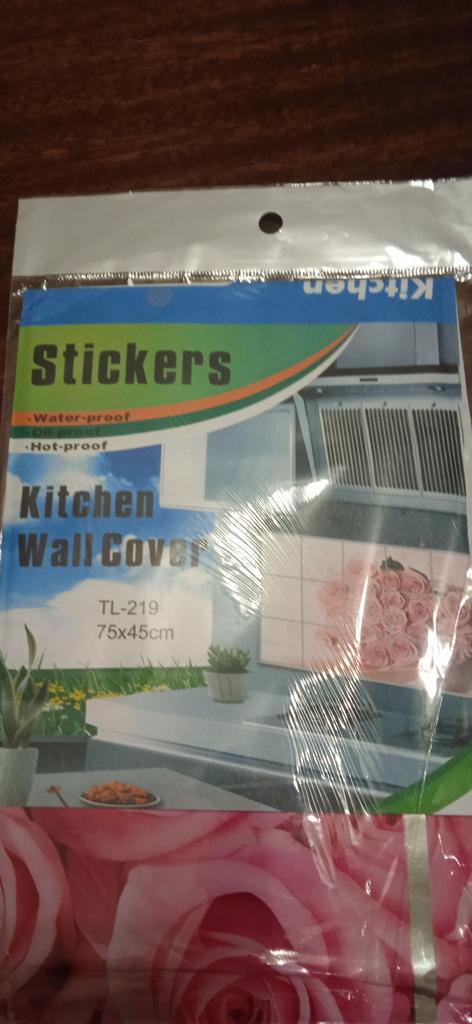 Kitchen
Stickers
·Water-proof
·Oil-proof
·Hot-proof
Kitchen
Wall Cover
TL-219
75x45cm